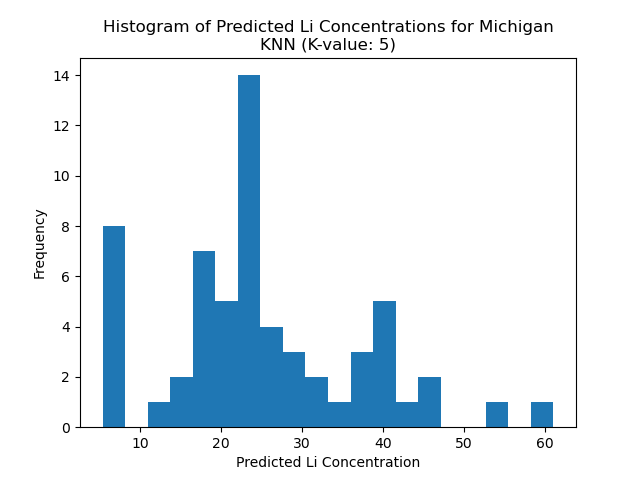 Histogram of Predicted Li Concentrations for Michigan
KNN (K-value: 5)
14
12
10
8
6
4
2
0
Frequency
10 20 30 40 50 60
Predicted Li Concentration